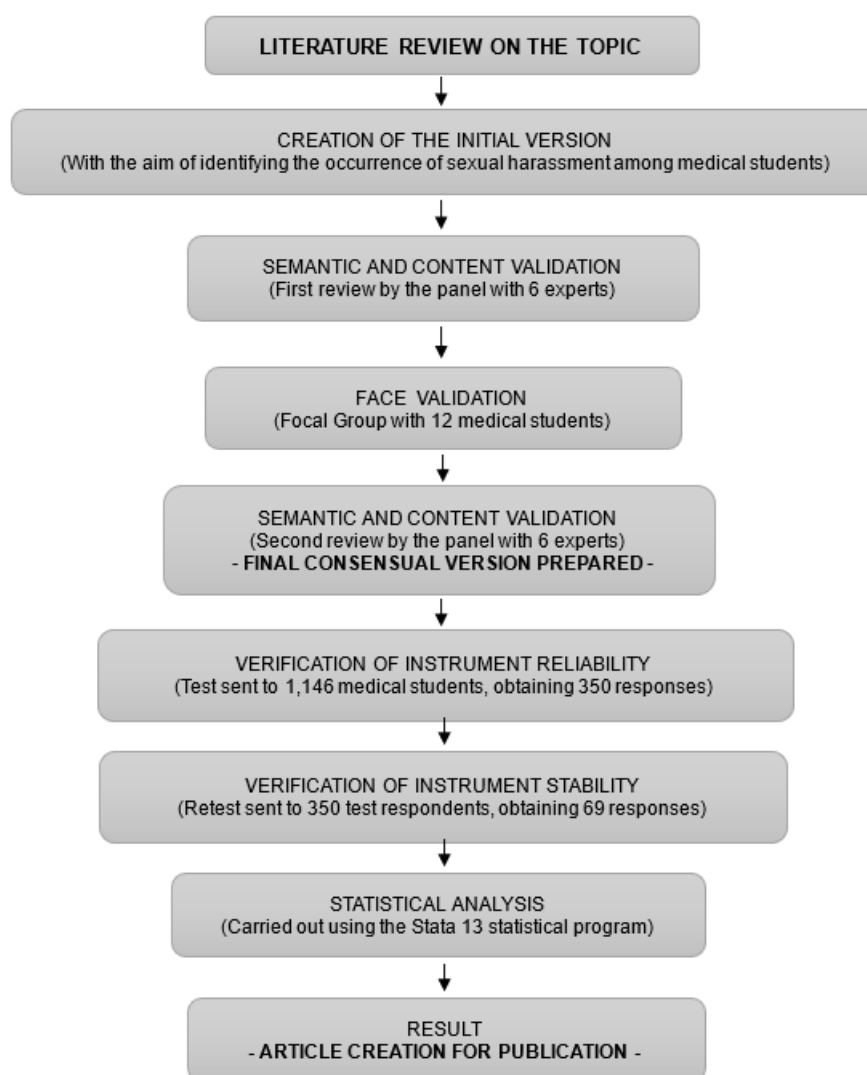 LITERATURE REVIEW ON THE TOPIC
CREATION OF THE INITIAL VERSION
(With the aim of identifying the occurrence of sexual harassment among medical students)
SEMANTIC AND CONTENT VALIDATION
(First review by the panel with 6 experts)
FACE VALIDATION
(Focal Group with 12 medical students)
SEMANTIC AND CONTENT VALIDATION
(Second review by the panel with 6 experts)
- FINAL CONSENSUAL VERSION PREPARED -
VERIFICATION OF INSTRUMENT RELIABILITY
(Test sent to 1,146 medical students, obtaining 350 responses)
VERIFICATION OF INSTRUMENT STABILITY
(Retest sent to 350 test respondents, obtaining 69 responses)
STATISTICAL ANALYSIS
(Carried out using the Stata 13 statistical program)
RESULT
- ARTICLE CREATION FOR PUBLICATION -